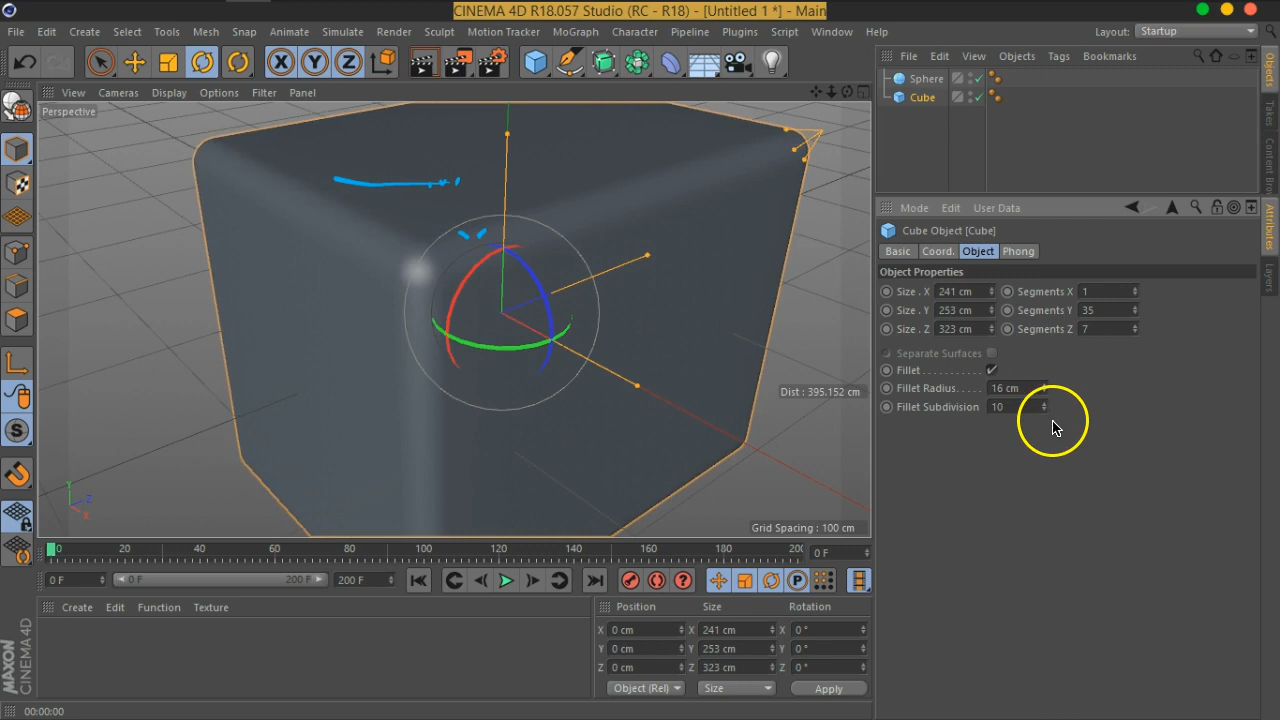 CINEMA 4D R18.057 Studio (RC - R18) - [Untitled 1 *] - Main
File Edit Create Select Tools Mesh Snap Animate Simulate Render Sculpt Motion Tracker MoGraph Character Pipeline Plugins Script Window Help Layout: Startup
X Y Z
File Edit View Objects Tags Bookmarks
View Cameras Display Options Filter Panel
Sphere
Cube
Perspective
Mode Edit User Data
Cube Object [Cube]
Basic Coord. Object Phong
Object Properties
Size . X 241 cm Segments X 1
Size . Y 253 cm Segments Y 35
Size . Z 323 cm Segments Z 7
Separate Surfaces
Fillet . . . . . . . . . . .
Fillet Radius. . . . . 16 cm
Fillet Subdivision 10
Dist : 395.152 cm
Y Z X
Grid Spacing : 100 cm
S
0 20 40 60 80 100 120 140 160 180 20( 0 F
0 F 0 F 200 F 200 F P
Create Edit Function Texture
Position Size Rotation
X 0 cm X 241 cm X 0 °
Y 0 cm Y 253 cm Y 0 °
Z 0 cm Z 323 cm Z 0 °
Object (Rel) Size Apply
MAXON
CINEMA 4D
00:00:00
Objects
Takes
Content Bro
Attributes
Layers